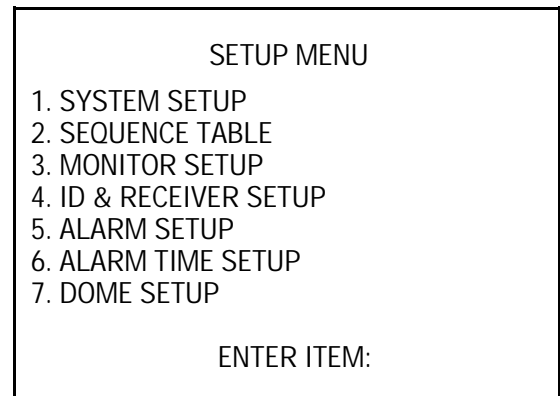 SETUP MENU
1. SYSTEM SETUP
2. SEQUENCE TABLE
3. MONITOR SETUP
4. ID & RECEIVER SETUP
5. ALARM SETUP
6. ALARM TIME SETUP
7. DOME SETUP
ENTER ITEM: